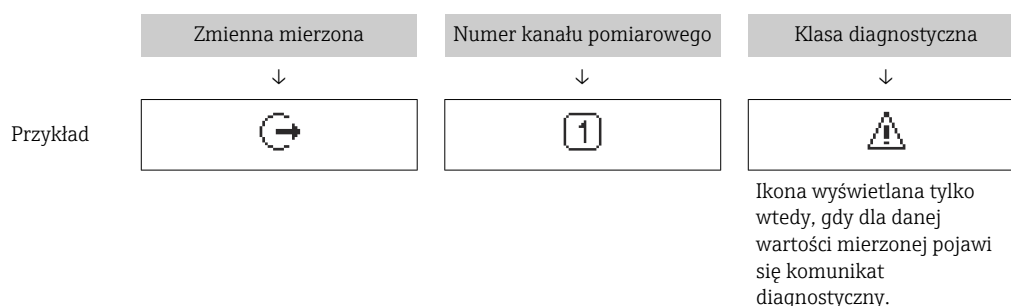 Zmienna mierzona Numer kanału pomiarowego Klasa diagnostyczna
↓ ↓ ↓
Przykład 1
Ikona wyświetlana tylko
wtedy, gdy dla danej
wartości mierzonej pojawi
się komunikat
diagnostyczny.